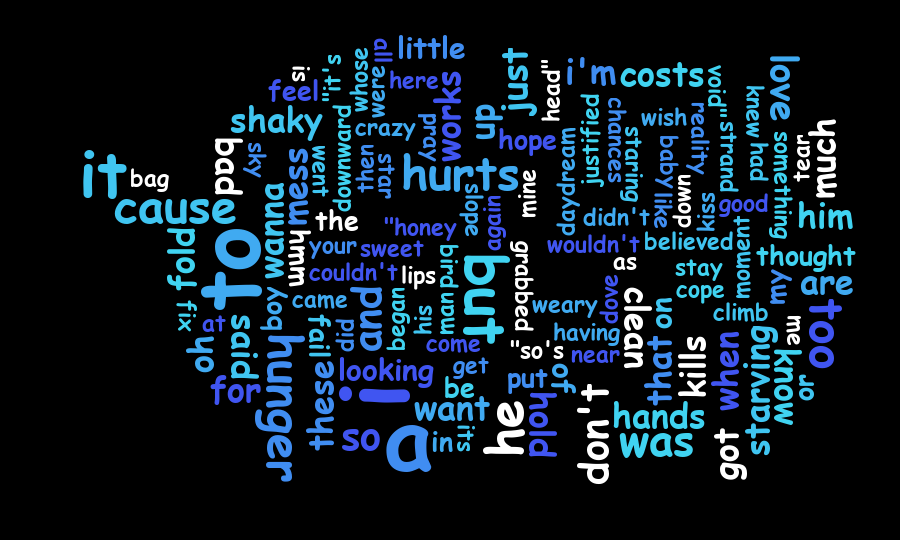 little
all
is
"it's
whose
were
here
feel
works
just
head"
i'm
costs
void"
love
shaky
crazy
pray
up
hope
justified
chances
wish
reality
strand
knew
had
something
tear
much
bad
sky
mess
went
downward
then
star
hurts
slope
again
mine
daydream
staring
baby
like
down
kiss
good
it
bag
cause
wanna
the
"honey
didn't
him
fold
to
hmm
your
sweet
bird
but
grabbed
wouldn't
believed
moment
thought
couldn't
lips
as
stay
my
are
fix
boy
came
and
began
his
man
weary
dove
clean
cope
at
said
fail
did
come
having
that
on
climb
me
too
oh
hunger
these
looking
get
"so's
near
kills
when
starving
monk
or
for
i
be
put
of
want
he
hold
don't
hands
so
a
in
its
was
got